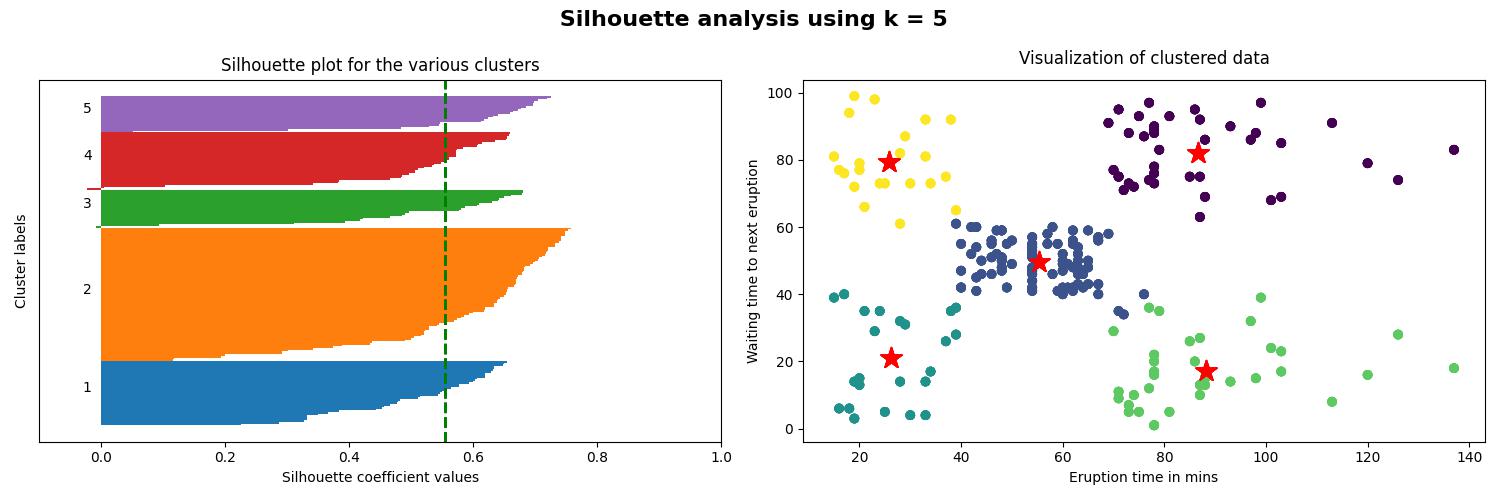 Silhouette analysis using k = 5
Silhouette plot for the various clusters
Cluster labels
5
4
3
2
1
0.0 0.2 0.4 0.6 0.8 1.0
Silhouette coefficient values
Visualization of clustered data
Waiting time to next eruption
100
80
60
40
20
0
20 40 60 80 100 120 140
Eruption time in mins